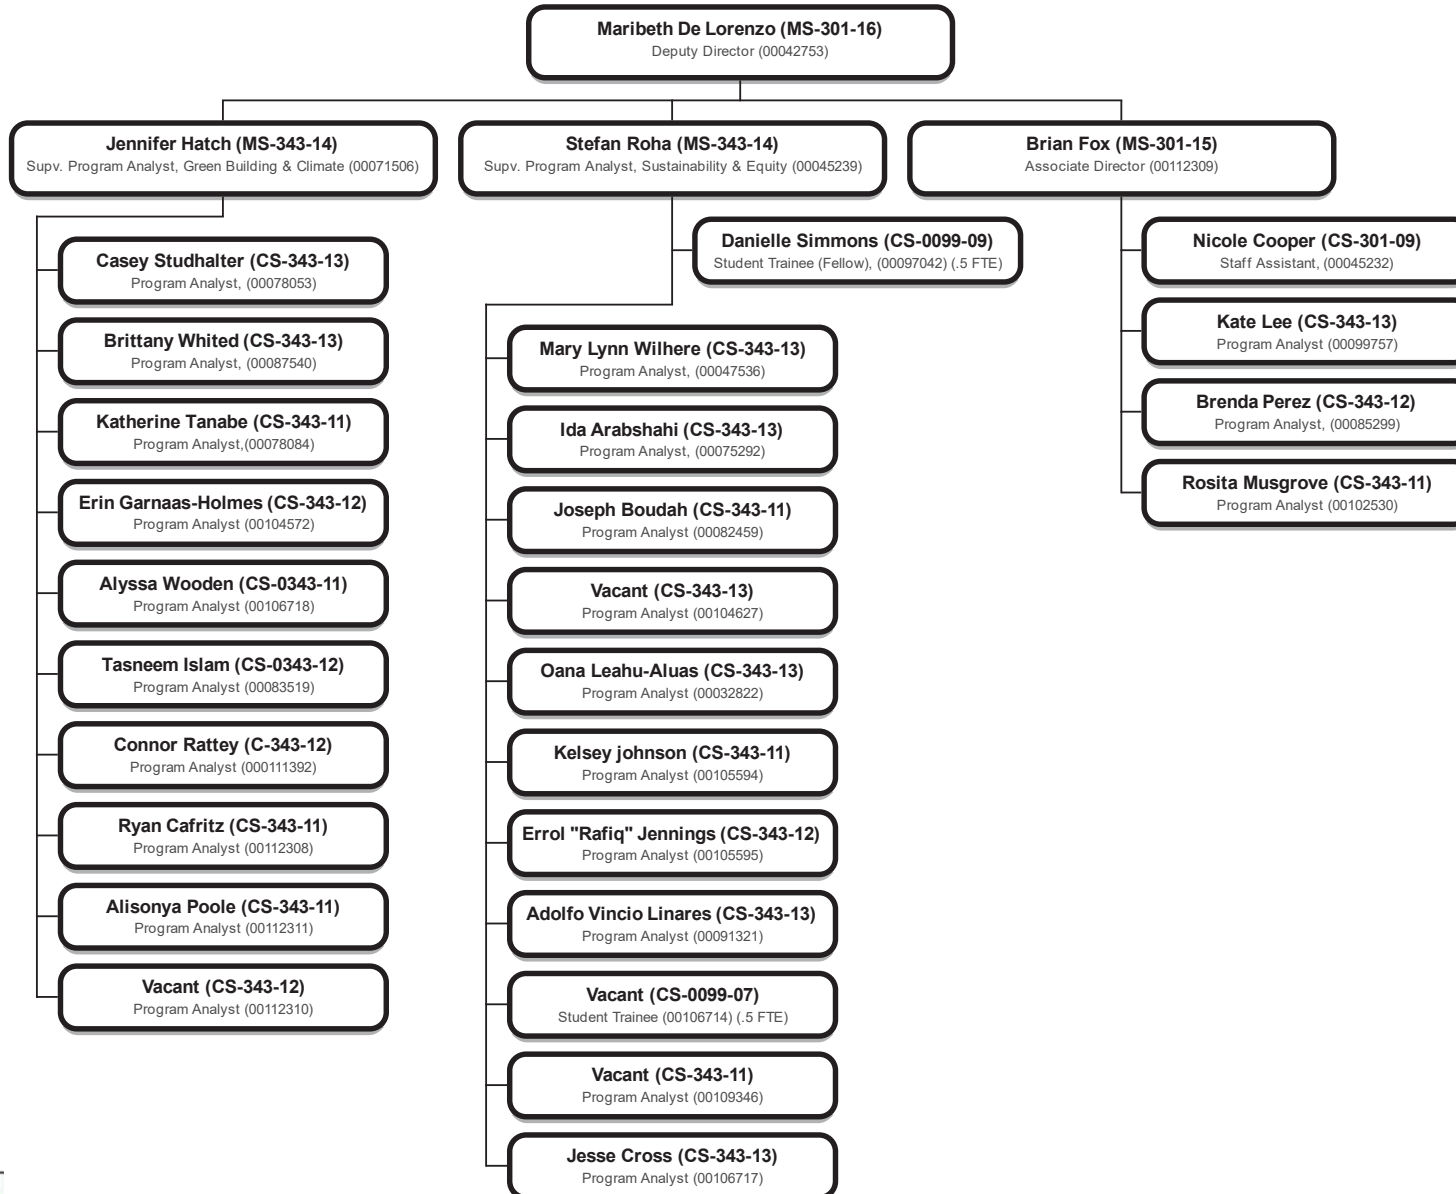 Maribeth De Lorenzo (MS-301-16)
Deputy Director (00042753)
Jennifer Hatch (MS-343-14)
Supv. Program Analyst, Green Building & Climate (00071506)
Stefan Roha (MS-343-14)
Supv. Program Analyst, Sustainability & Equity (00045239)
Brian Fox (MS-301-15)
Associate Director (00112309)
Casey Studhalter (CS-343-13)
Program Analyst, (00078053)
Brittany Whited (CS-343-13)
Program Analyst, (00087540)
Katherine Tanabe (CS-343-11)
Program Analyst,(00078084)
Erin Garnaas-Holmes (CS-343-12)
Program Analyst (00104572)
Alyssa Wooden (CS-0343-11)
Program Analyst (00106718)
Tasneem Islam (CS-0343-12)
Program Analyst (00083519)
Connor Rattey (C-343-12)
Program Analyst (000111392)
Ryan Cafritz (CS-343-11)
Program Analyst (00112308)
Alisonya Poole (CS-343-11)
Program Analyst (00112311)
Vacant (CS-343-12)
Program Analyst (00112310)
Danielle Simmons (CS-0099-09)
Student Trainee (Fellow), (00097042) (.5 FTE)
Mary Lynn Wilhere (CS-343-13)
Program Analyst, (00047536)
Ida Arabshahi (CS-343-13)
Program Analyst, (00075292)
Joseph Boudah (CS-343-11)
Program Analyst (00082459)
Vacant (CS-343-13)
Program Analyst (00104627)
Oana Leahu-Aluas (CS-343-13)
Program Analyst (00032822)
Kelsey johnson (CS-343-11)
Program Analyst (00105594)
Errol "Rafiq" Jennings (CS-343-12)
Program Analyst (00105595)
Adolfo Vincio Linares (CS-343-13)
Program Analyst (00091321)
Vacant (CS-0099-07)
Student Trainee (00106714) (.5 FTE)
Vacant (CS-343-11)
Program Analyst (00109346)
Jesse Cross (CS-343-13)
Program Analyst (00106717)
Nicole Cooper (CS-301-09)
Staff Assistant, (00045232)
Kate Lee (CS-343-13)
Program Analyst (00099757)
Brenda Perez (CS-343-12)
Program Analyst, (00085299)
Rosita Musgrove (CS-343-11)
Program Analyst (00102530)